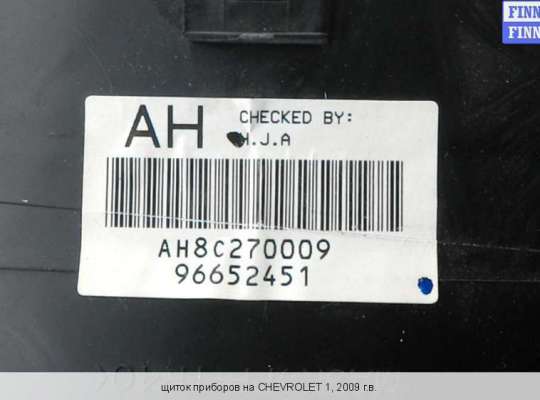 FINN
FINN
AH
CHECKED BY:
H.J.A
AH8C270009
96652451
щиток приборов на CHEVROLET 1, 2009 г.в.